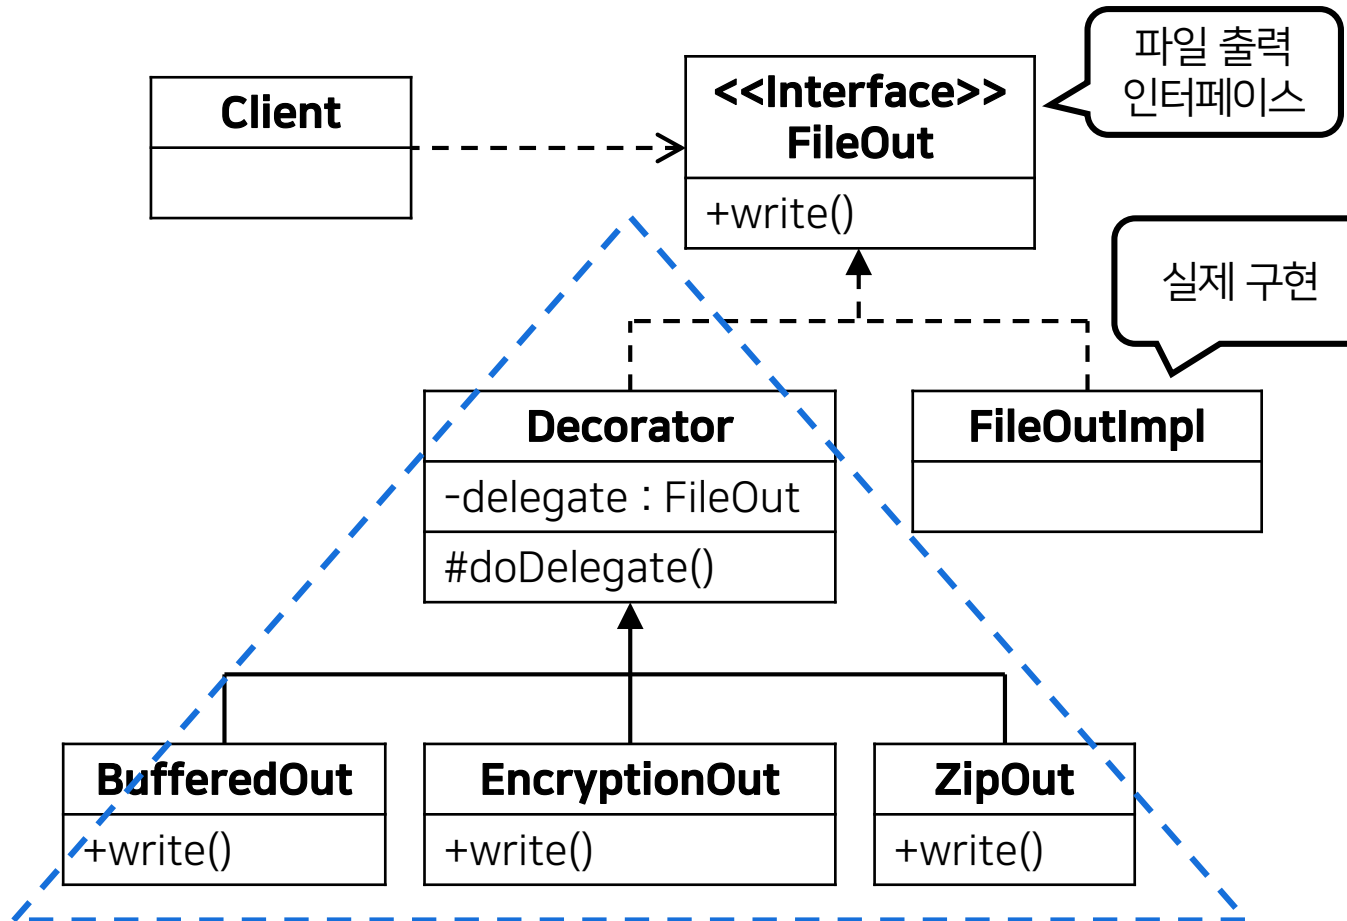 Client
<<Interface>>
FileOut
+write()
파일 출력
인터페이스
실제 구현
Decorator
-delegate : FileOut
#doDelegate()
FileOutImpl
BufferedOut
+write()
EncryptionOut
+write()
ZipOut
+write()